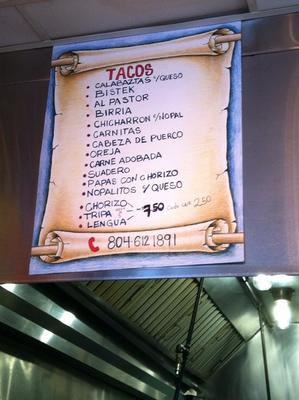 TACOS
• CALABAZTAS C/QUESO
• BISTEK
• AL PASTOR
• BIRRIA
• CHICHARRON C/NOPAL
• CARNITAS
• CABEZA DE PUERCO
• OREJA
• CARNE ADOBADA
• SUADERO
• PAPAS CON CHORIZO
• NOPALITOS Y QUESO
• CHORIZO
• TRIPA 7.50 2.50
• LENGUA
804 612 1891